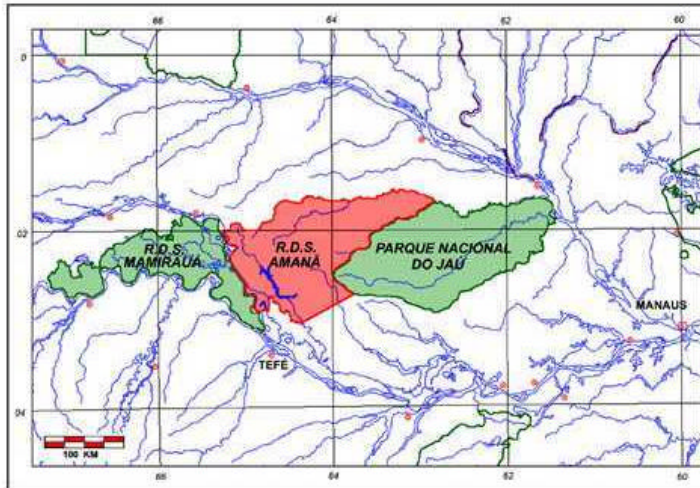 66 64 62 60
0
02
R.D.S.
MAMIRAUÁ
R.D.S.
AMANÃ
PARQUE NACIONAL
DO JAÚ
MANAUS
TEFÉ
04
100 KM
66 64 62 60